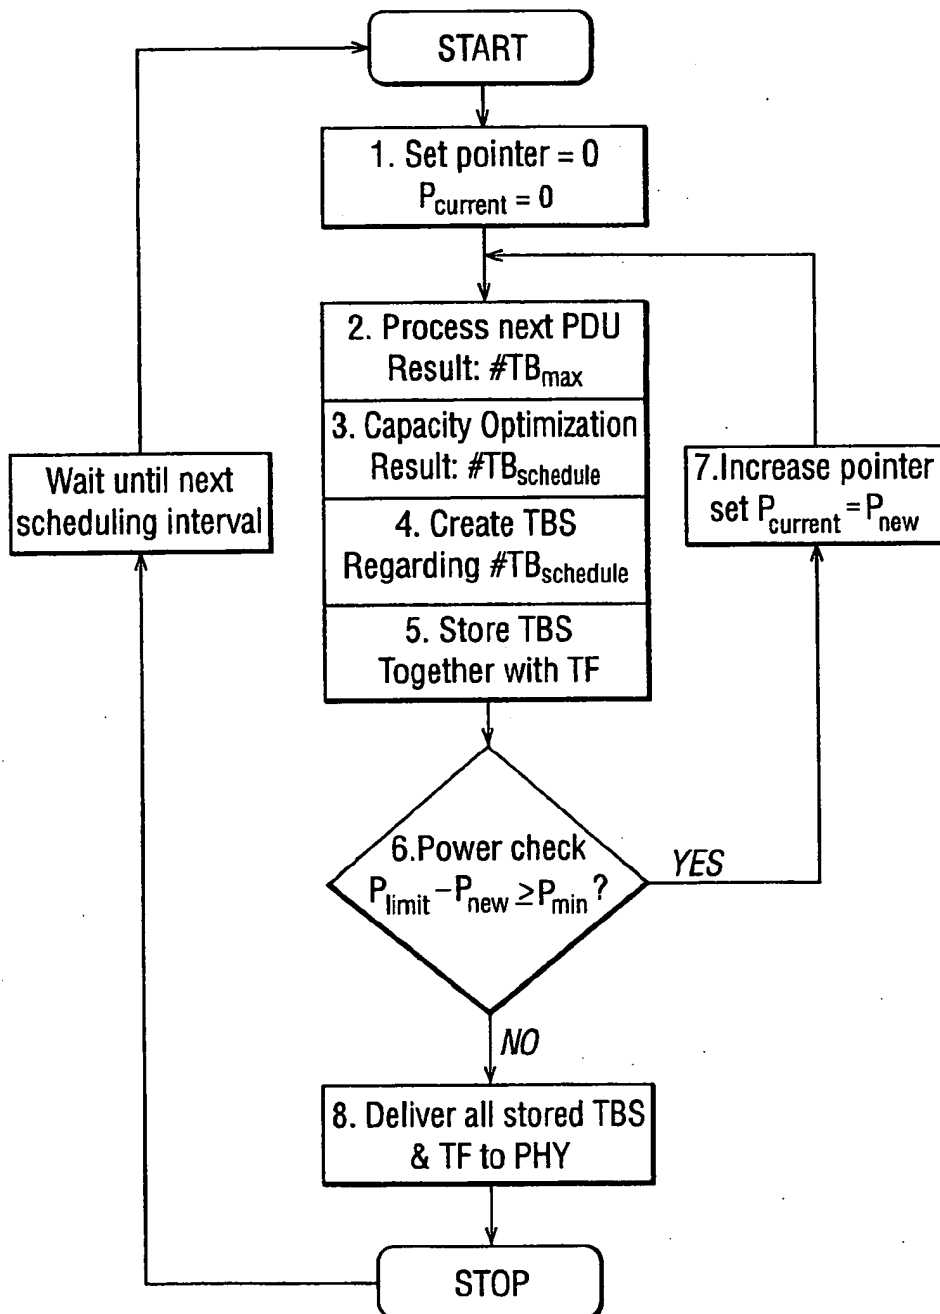 START
1. Set pointer = 0
P_current = 0
2. Process next PDU
Result: #TB_max
3. Capacity Optimization
Result: #TB_schedule
4. Create TBS
Regarding #TB_schedule
5. Store TBS
Together with TF
Wait until next
scheduling interval
7.Increase pointer
set P_current = P_new
6.Power check
P_limit – P_new ≥ P_min ?
YES
NO
8. Deliver all stored TBS
& TF to PHY
STOP